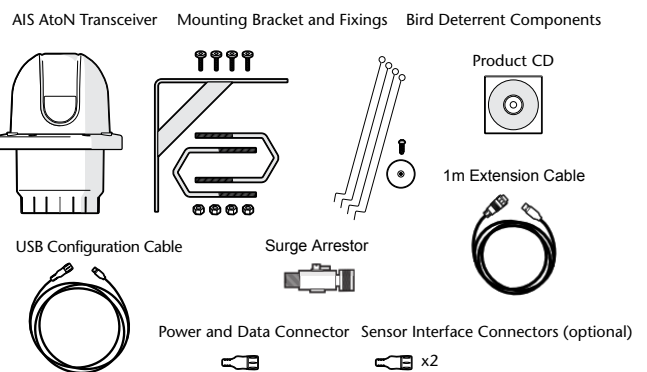 AIS AtoN Transceiver
Mounting Bracket and Fixings
Bird Deterrent Components
Product CD
1m Extension Cable
USB Configuration Cable
Surge Arrestor
Power and Data Connector
Sensor Interface Connectors (optional)
x2